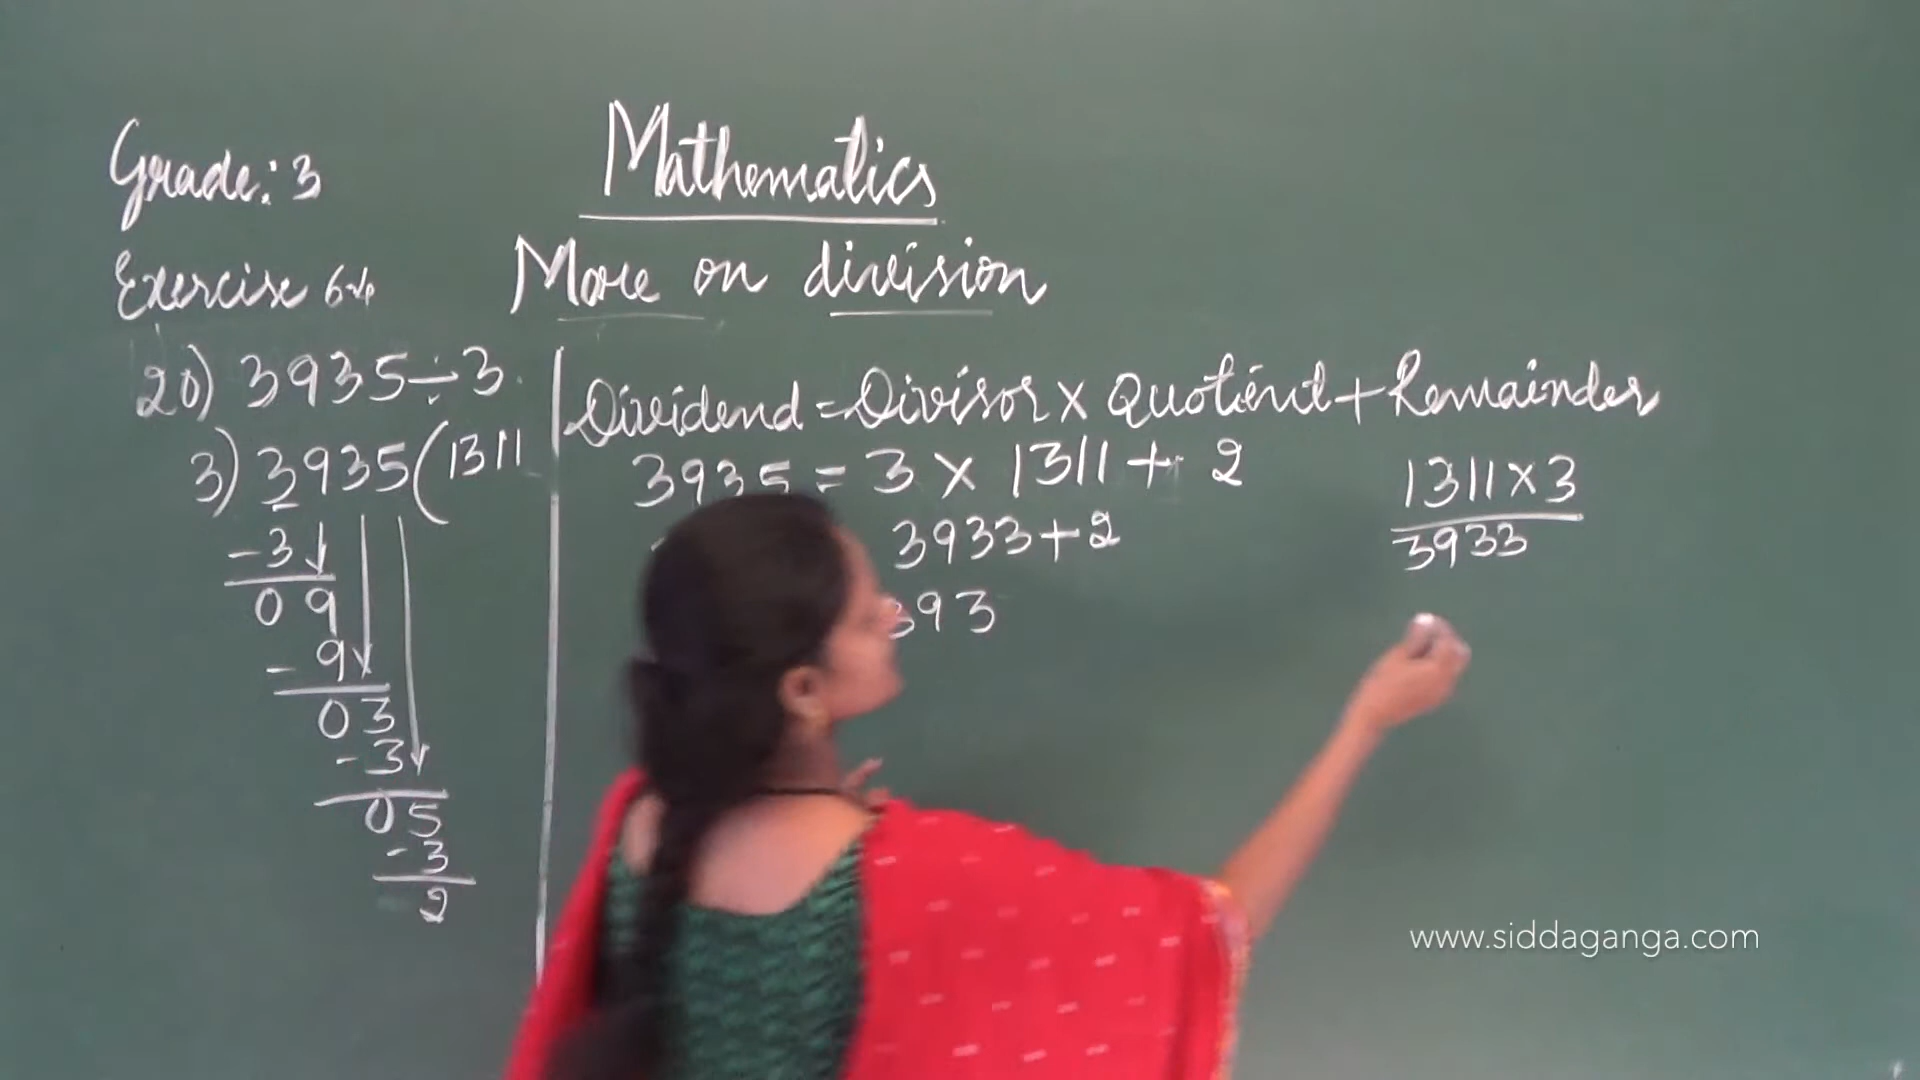 Mathematics
Grade: 3
More on division
Exercise 6.4
20) 3935÷3.
3) 3935 ( 1311
-3
09
-9
03
-3
05
-3
2
Dividend = Divisor x Quotient + Remainder
3935 = 3 x 1311 + 2
3933+2
393
1311x3
3933
www.siddaganga.com